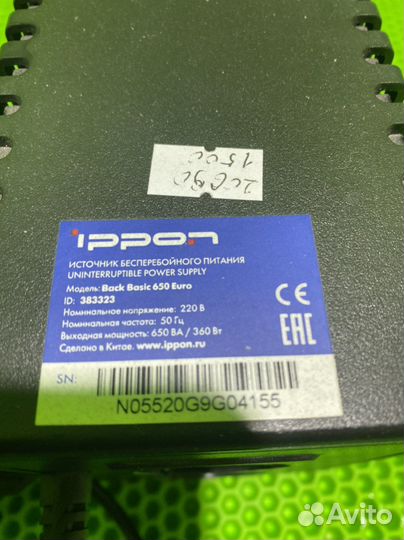 1500
20690
ippon
ИСТОЧНИК БЕСПЕРЕБОЙНОГО ПИТАНИЯ
UNINTERRUPTIBLE POWER SUPPLY
Модель: Back Basic 650 Euro
ID: 383323
Номинальное напряжение: 220 В
Номинальная частота: 50 Гц
Выходная мощность: 650 ВА / 360 Вт
Сделано в Китае. www.ippon.ru
CE
EAC
SN:
N05520G9G04155
Avito